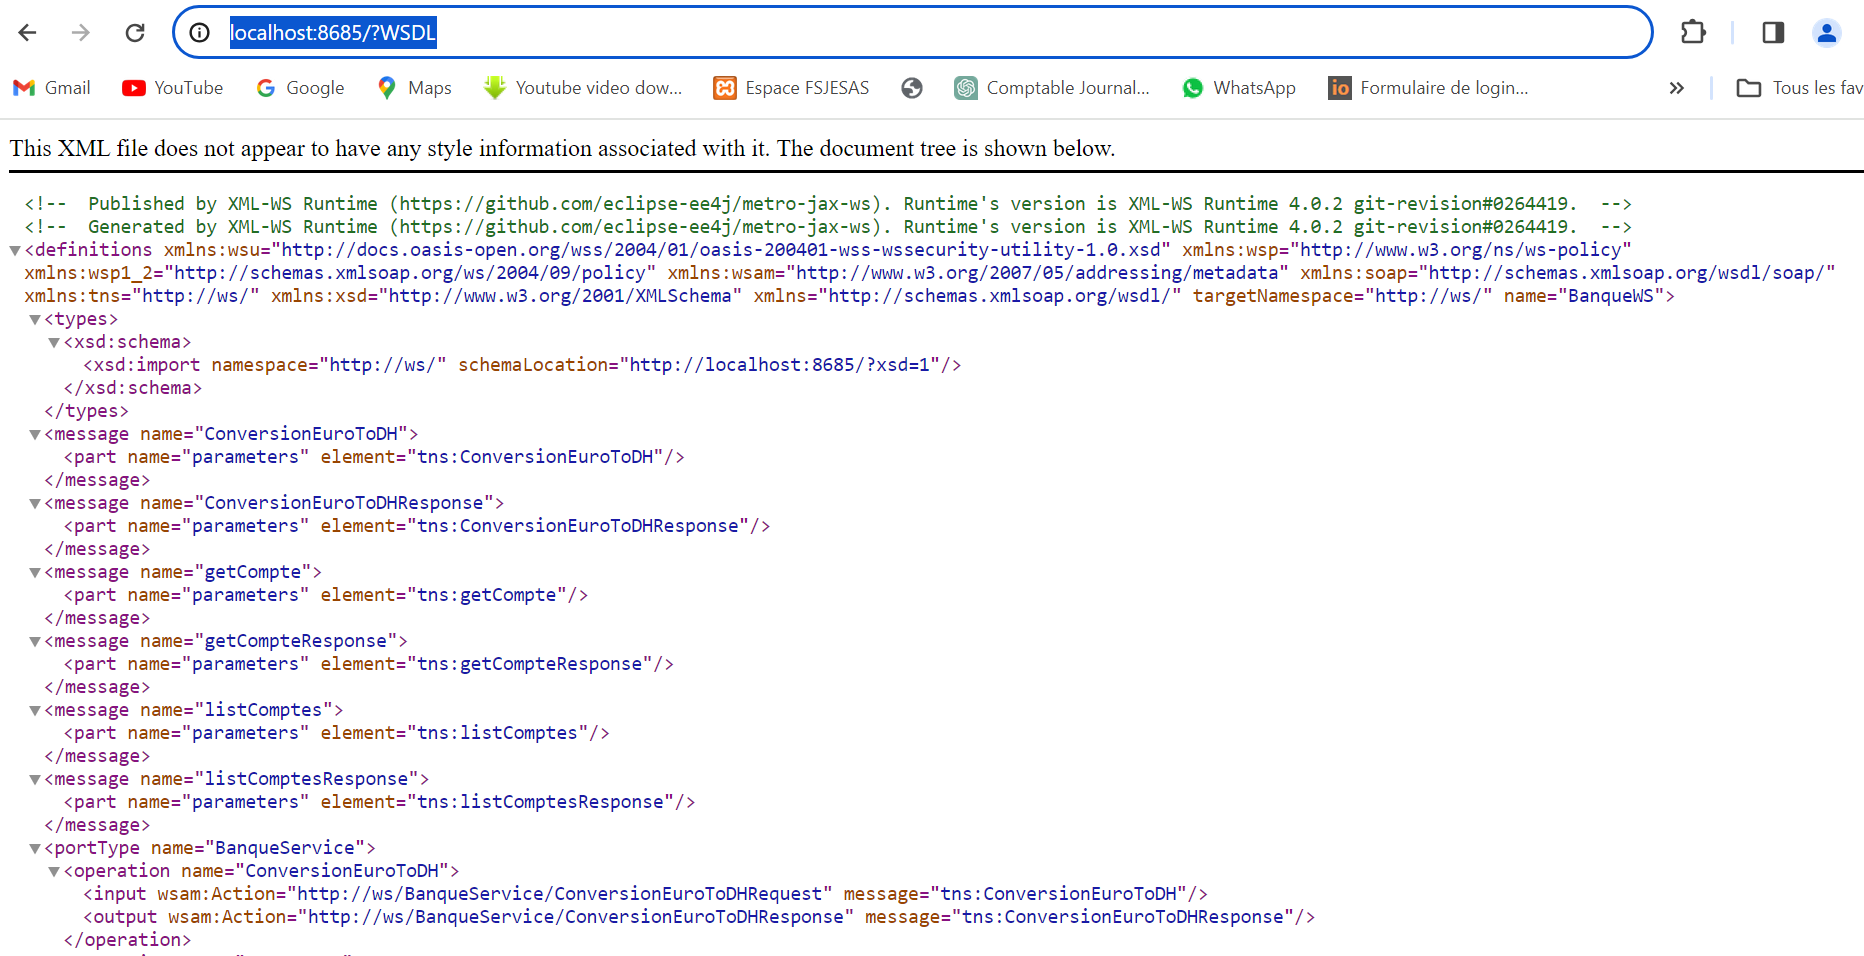 localhost:8685/?WSDL
Gmail YouTube Google Maps Youtube video dow... Espace FSJESAS Comptable Journal... WhatsApp io Formulaire de login... » Tous les fav
This XML file does not appear to have any style information associated with it. The document tree is shown below.
<!-- Published by XML-WS Runtime (https://github.com/eclipse-ee4j/metro-jax-ws). Runtime's version is XML-WS Runtime 4.0.2 git-revision#0264419. -->
<!-- Generated by XML-WS Runtime (https://github.com/eclipse-ee4j/metro-jax-ws). Runtime's version is XML-WS Runtime 4.0.2 git-revision#0264419. -->
▼<definitions xmlns:wsu="http://docs.oasis-open.org/wss/2004/01/oasis-200401-wss-wssecurity-utility-1.0.xsd" xmlns:wsp="http://www.w3.org/ns/ws-policy"
xmlns:wsp1_2="http://schemas.xmlsoap.org/ws/2004/09/policy" xmlns:wsam="http://www.w3.org/2007/05/addressing/metadata" xmlns:soap="http://schemas.xmlsoap.org/wsdl/soap/"
xmlns:tns="http://ws/" xmlns:xsd="http://www.w3.org/2001/XMLSchema" xmlns="http://schemas.xmlsoap.org/wsdl/" targetNamespace="http://ws/" name="BanqueWS">
▼<types>
▼<xsd:schema>
<xsd:import namespace="http://ws/" schemaLocation="http://localhost:8685/?xsd=1"/>
</xsd:schema>
</types>
▼<message name="ConversionEuroToDH">
<part name="parameters" element="tns:ConversionEuroToDH"/>
</message>
▼<message name="ConversionEuroToDHResponse">
<part name="parameters" element="tns:ConversionEuroToDHResponse"/>
</message>
▼<message name="getCompte">
<part name="parameters" element="tns:getCompte"/>
</message>
▼<message name="getCompteResponse">
<part name="parameters" element="tns:getCompteResponse"/>
</message>
▼<message name="listComptes">
<part name="parameters" element="tns:listComptes"/>
</message>
▼<message name="listComptesResponse">
<part name="parameters" element="tns:listComptesResponse"/>
</message>
▼<portType name="BanqueService">
▼<operation name="ConversionEuroToDH">
<input wsam:Action="http://ws/BanqueService/ConversionEuroToDHRequest" message="tns:ConversionEuroToDH"/>
<output wsam:Action="http://ws/BanqueService/ConversionEuroToDHResponse" message="tns:ConversionEuroToDHResponse"/>
</operation>